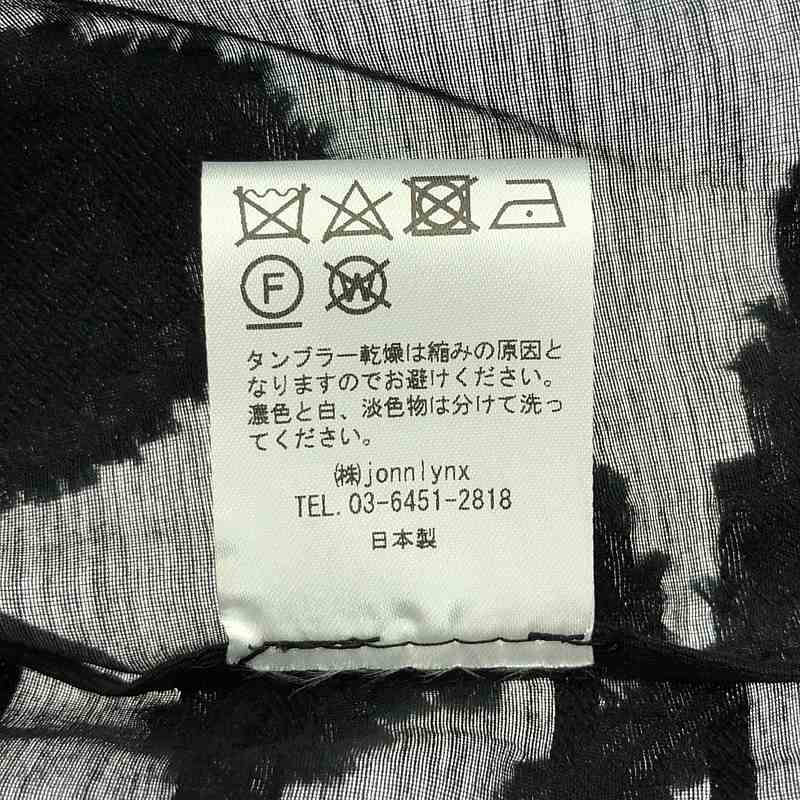 F W
タンブラー乾燥は縮みの原因と
なりますのでお避けください。
濃色と白、淡色物は分けて洗っ
てください。
㈱jonnlynx
TEL. 03-6451-2818
日本製